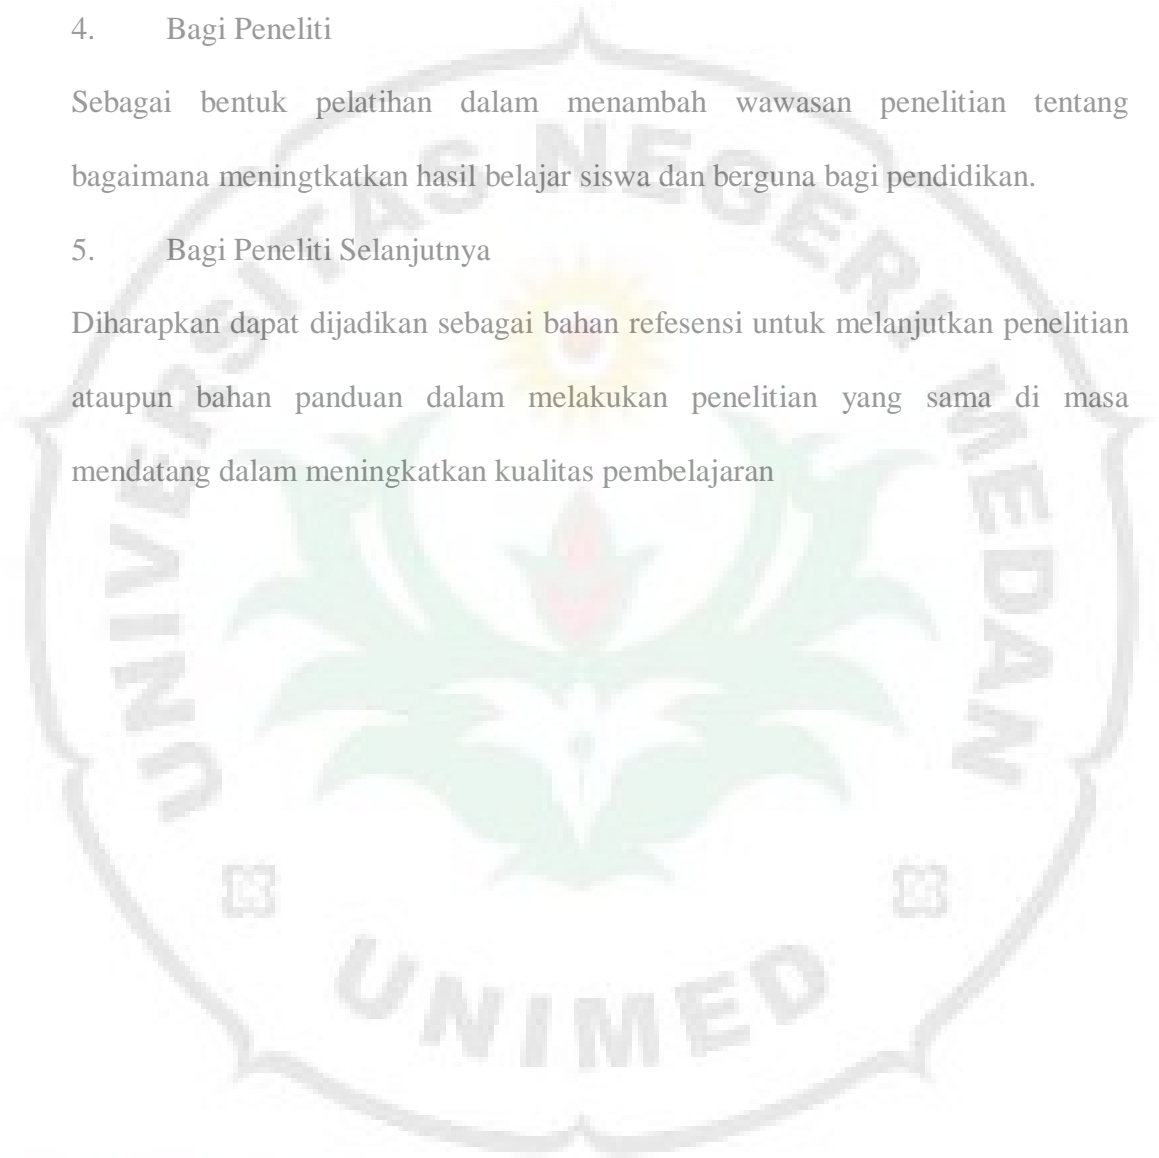 4. Bagi Peneliti
Sebagai bentuk pelatihan dalam menambah wawasan penelitian tentang
bagaimana meningtkatkan hasil belajar siswa dan berguna bagi pendidikan.
5. Bagi Peneliti Selanjutnya
Diharapkan dapat dijadikan sebagai bahan refesensi untuk melanjutkan penelitian
ataupun bahan panduan dalam melakukan penelitian yang sama di masa
mendatang dalam meningkatkan kualitas pembelajaran
UNIVERSITAS NEGERI MEDAN
UNIMED